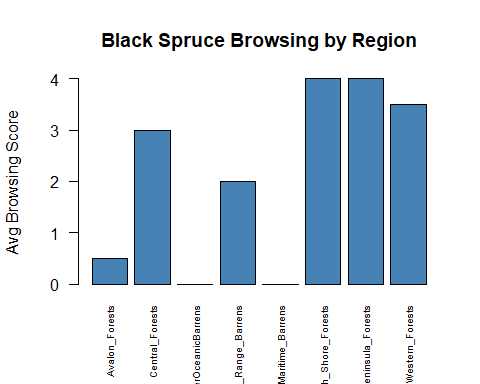 Black Spruce Browsing by Region
Avg Browsing Score
4
3
2
1
0
Avalon_Forests
Central_Forests
rOceanicBarrens
_Range_Barrens
Maritime_Barrens
h_Shore_Forests
eninsula_Forests
Western_Forests